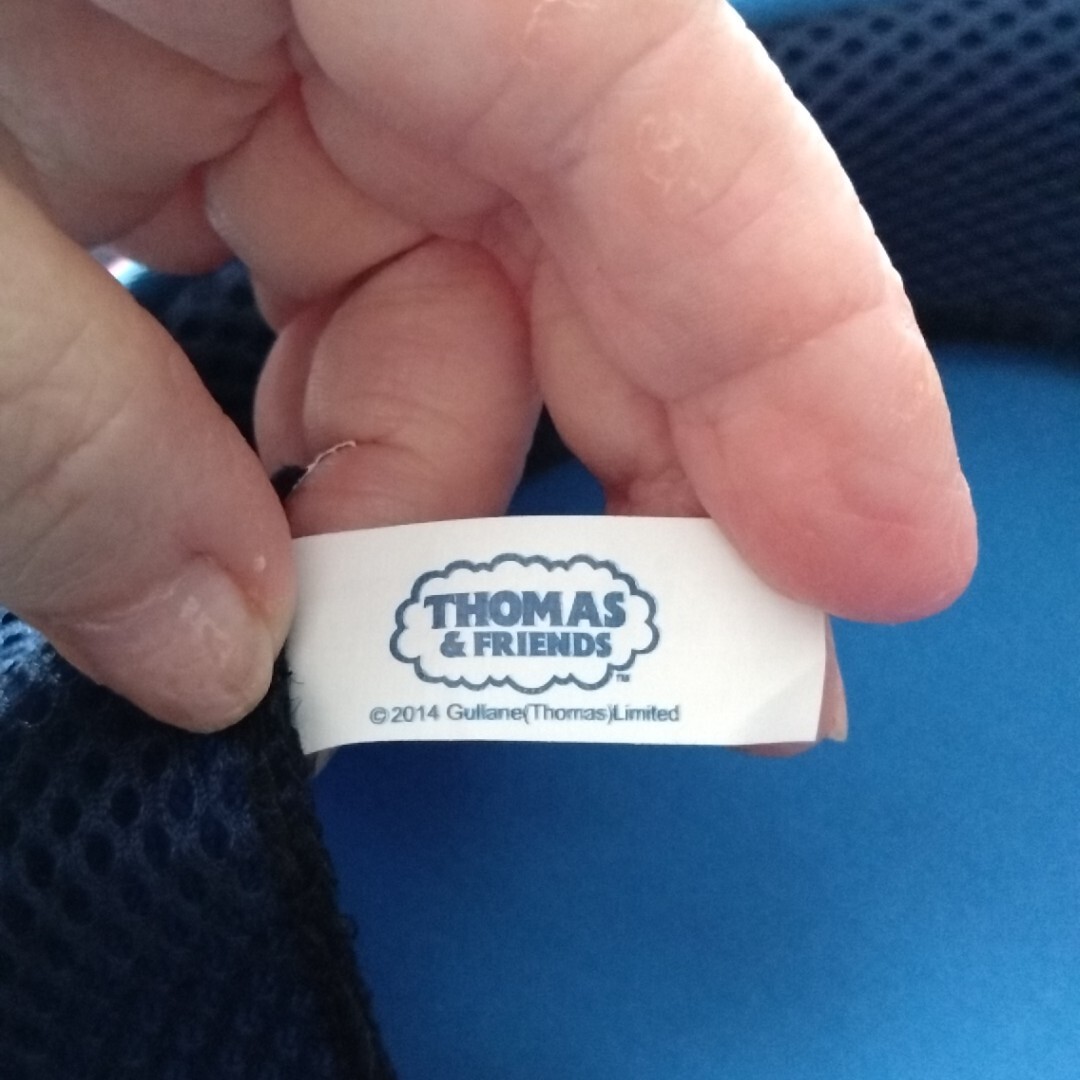 THOMAS
& FRIENDS
™
©2014 Gullane(Thomas)Limited